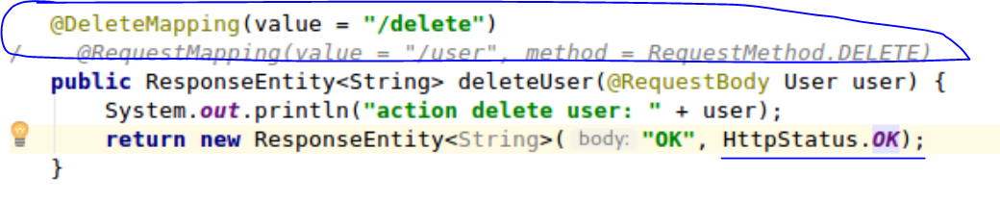 @DeleteMapping(value = "/delete")
/ @RequestMapping(value = "/user", method = RequestMethod.DELETE)
public ResponseEntity<String> deleteUser(@RequestBody User user) {
System.out.println("action delete user: " + user);
return new ResponseEntity<String>( body: "OK", HttpStatus.OK);
}